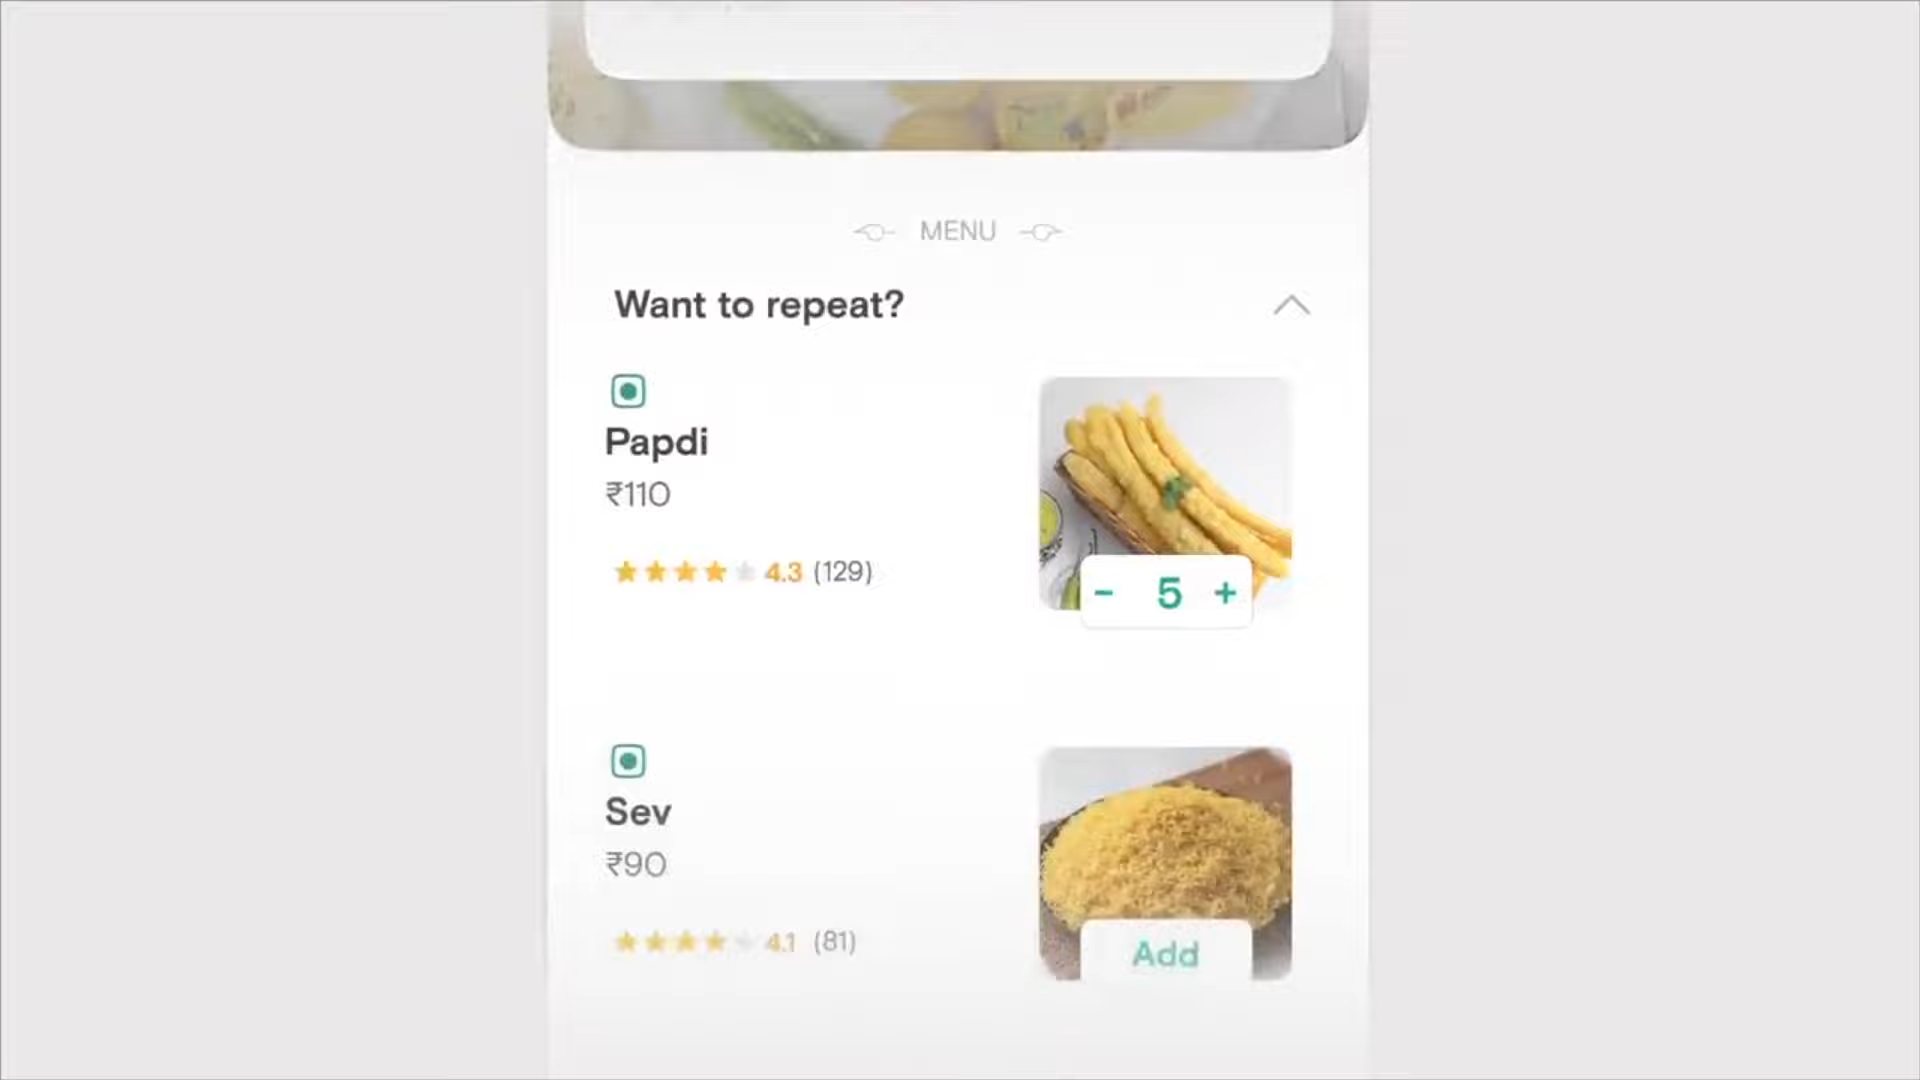 MENU
Want to repeat?
Papdi
₹110
4.3 (129)
- 5 +
Sev
₹90
4.1 (81)
Add